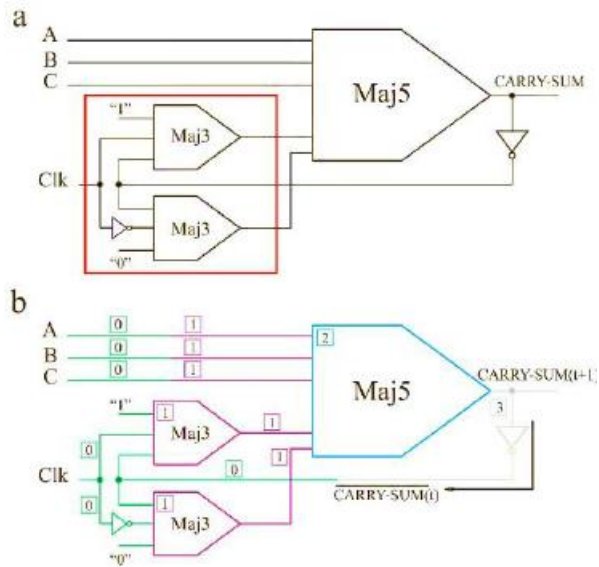 a
A
B
C
CARRY-SUM
Maj5
"1"
Maj3
Clk
Maj3
"0"
b
A 0 1
B 0 1
C 0 1
2
Maj5
CARRY-SUM(t+1)
3
"1"
1
Maj3
1
0
1
Clk
0
CARRY-SUM(t)
0
1
Maj3
"0"